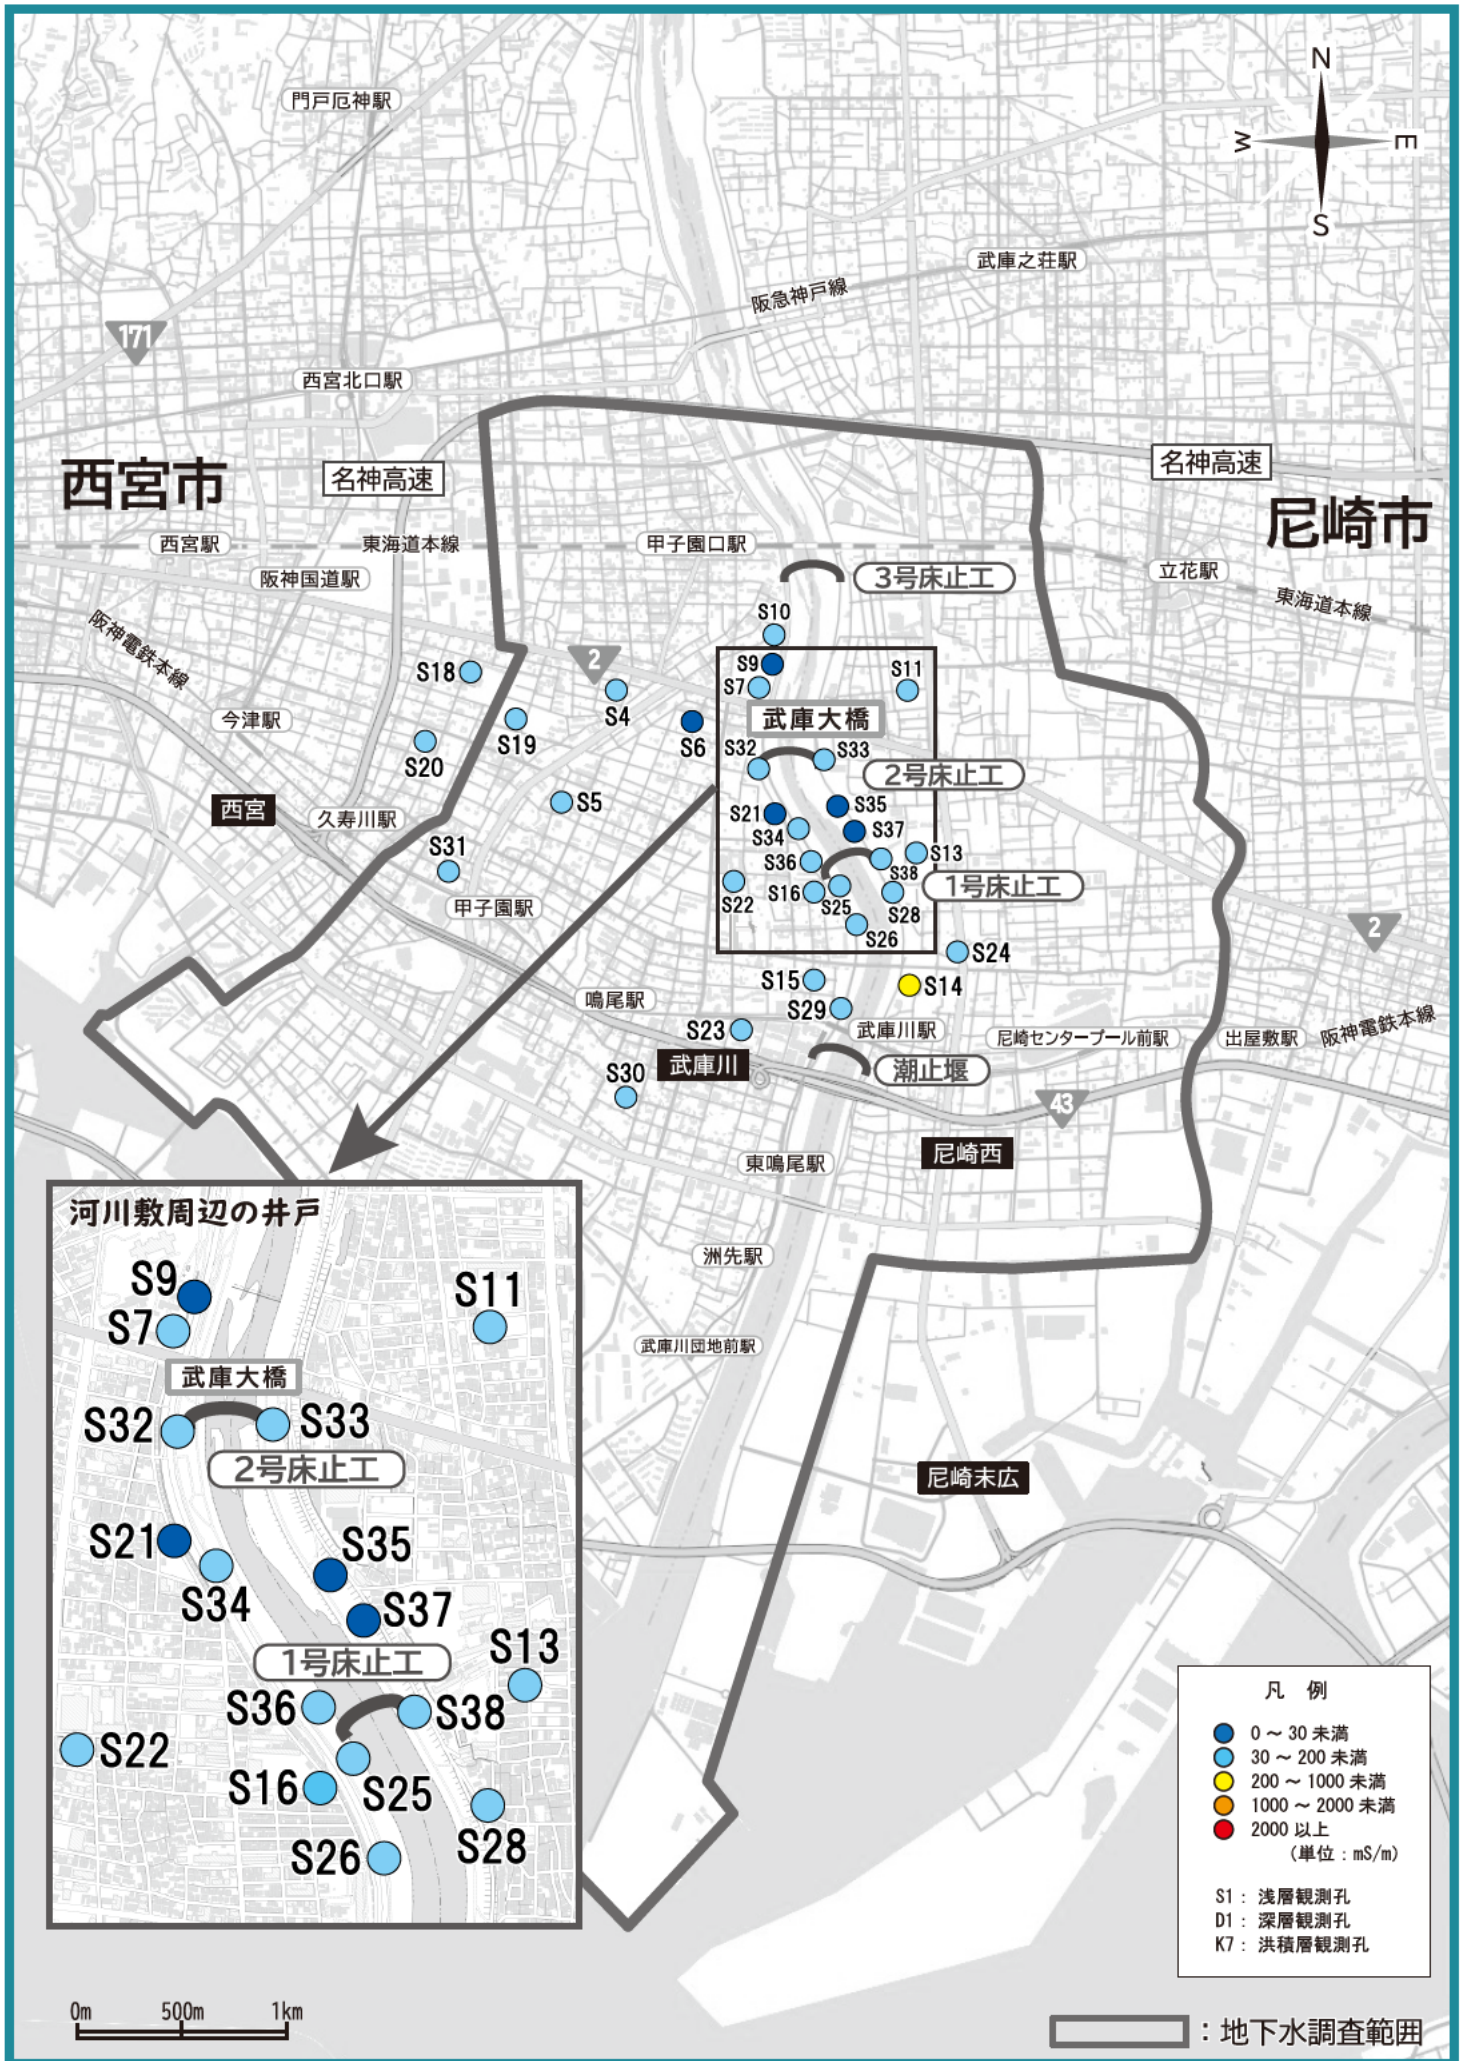 N
W
E
S
門戸厄神駅
武庫之荘駅
阪急神戸線
171
西宮北口駅
西宮市
名神高速
名神高速
尼崎市
西宮駅
東海道本線
甲子園口駅
阪神国道駅
3号床止工
立花駅
東海道本線
阪神電鉄本線
S10
S18
2
S9
S11
S7
S4
今津駅
武庫大橋
S19
S6
S20
S32
S33
2号床止工
西宮
S5
久寿川駅
S21
S35
S34
S37
S31
S36
S13
S38
1号床止工
甲子園駅
S22
S16
S25
S28
2
S26
S24
S15
S14
鳴尾駅
S29
S23
武庫川駅
尼崎センタープール前駅
出屋敷駅
阪神電鉄本線
武庫川
潮止堰
S30
43
東鳴尾駅
尼崎西
洲先駅
武庫川団地前駅
尼崎末広
河川敷周辺の井戸
S9
S11
S7
武庫大橋
S32
S33
2号床止工
S21
S35
S34
S37
1号床止工
S13
S36
S38
S22
S16
S25
S26
S28
凡 例
0 ～ 30 未満
30 ～ 200 未満
200 ～ 1000 未満
1000 ～ 2000 未満
2000 以上
（単位：mS/m）
S1： 浅層観測孔
D1： 深層観測孔
K7： 洪積層観測孔
0m 500m 1km
：地下水調査範囲